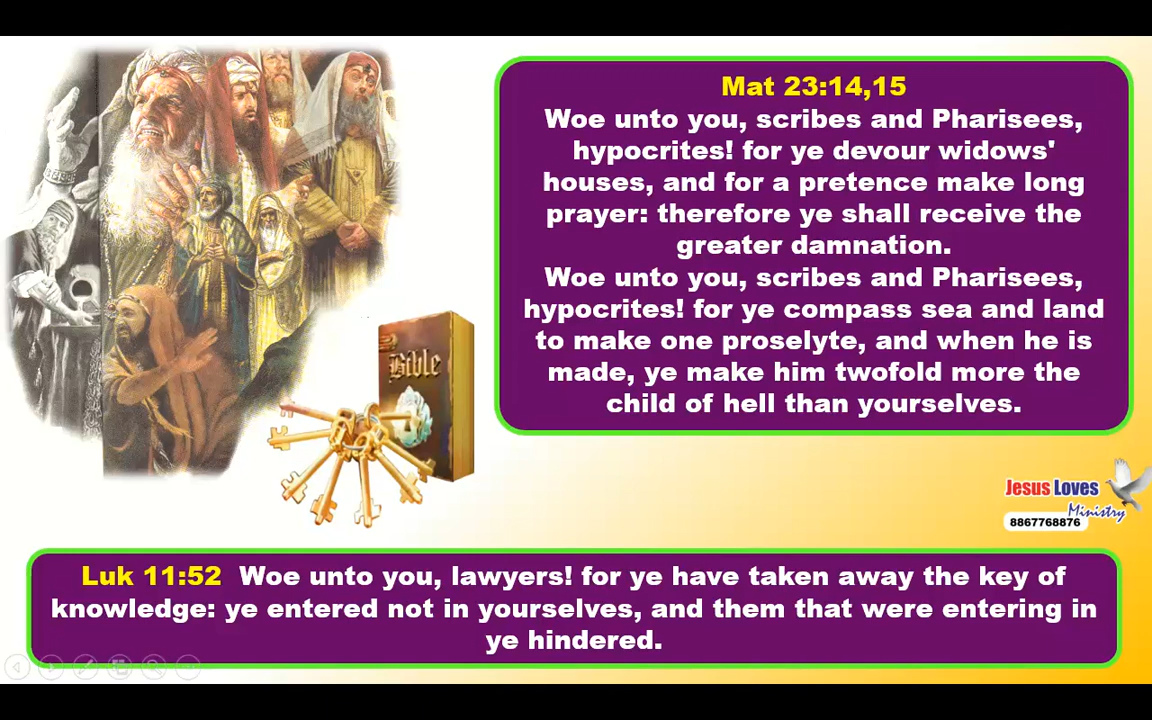 Mat 23:14,15
Woe unto you, scribes and Pharisees,
hypocrites! for ye devour widows'
houses, and for a pretence make long
prayer: therefore ye shall receive the
greater damnation.
Woe unto you, scribes and Pharisees,
hypocrites! for ye compass sea and land
to make one proselyte, and when he is
made, ye make him twofold more the
child of hell than yourselves.
Bible
Jesus Loves
Ministry
8867768876
Luk 11:52 Woe unto you, lawyers! for ye have taken away the key of
knowledge: ye entered not in yourselves, and them that were entering in
ye hindered.